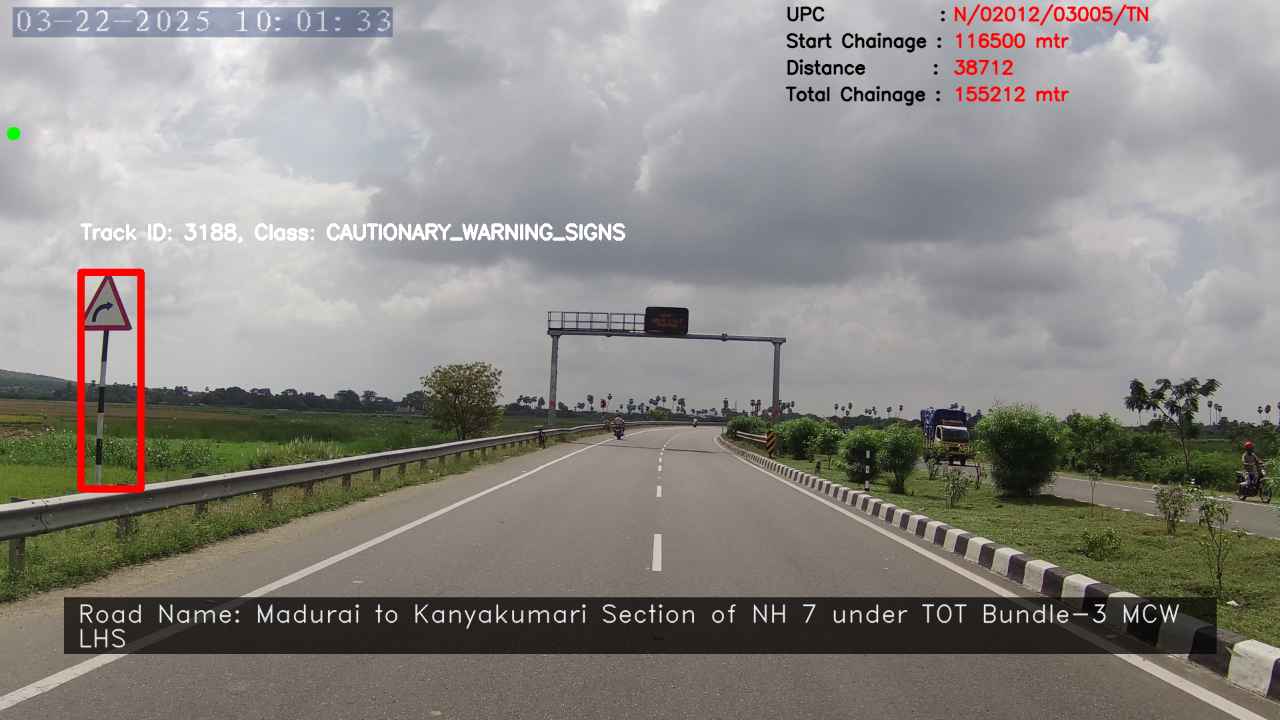 03-22-2025 10:01:33
UPC : N/02012/03005/TN
Start Chainage : 116500 mtr
Distance : 38712
Total Chainage : 155212 mtr
Track ID: 3188, Class: CAUTIONARY_WARNING_SIGNS
Road Name: Madurai to Kanyakumari Section of NH 7 under TOT Bundle-3 MCW
LHS